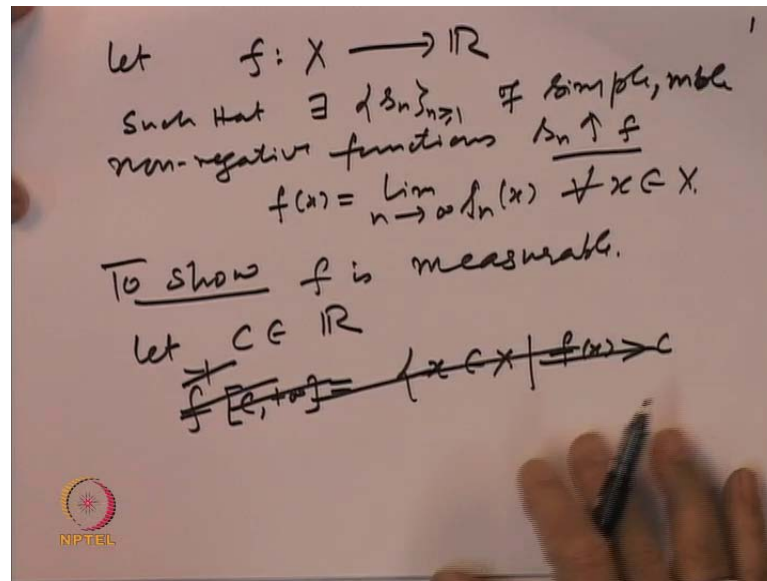 1
Let f : X ⟶ ℝ
Such that ∃ {sₙ}ₙ≥₁ of simple, mble
non-negative functions sₙ ↑ f
f(x) = Lim n→∞ sₙ(x) ∀ x ∈ X.
To show f is measurable.
Let C ∈ ℝ
f⁻¹[C, +∞] = {x ∈ X | f(x) > C
NPTEL